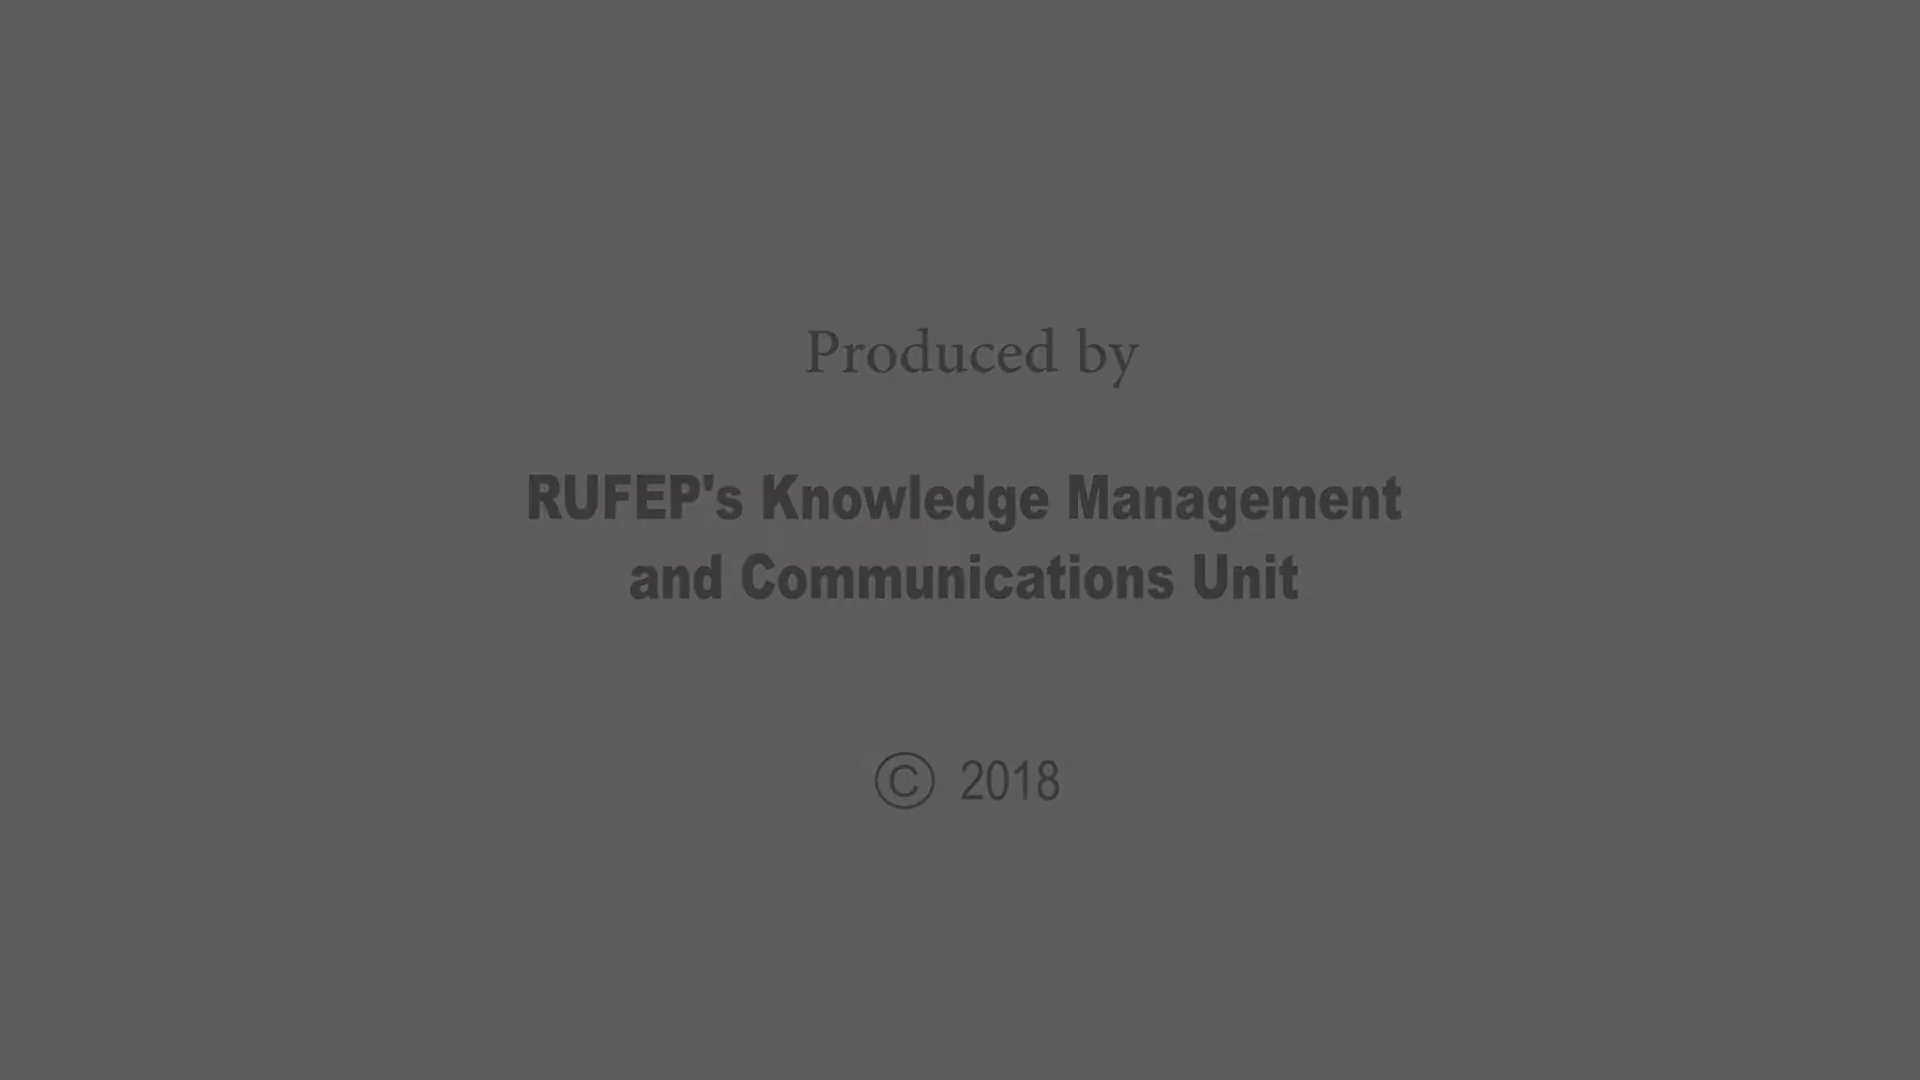 Produced by
RUFEP's Knowledge Management
and Communications Unit
© 2018